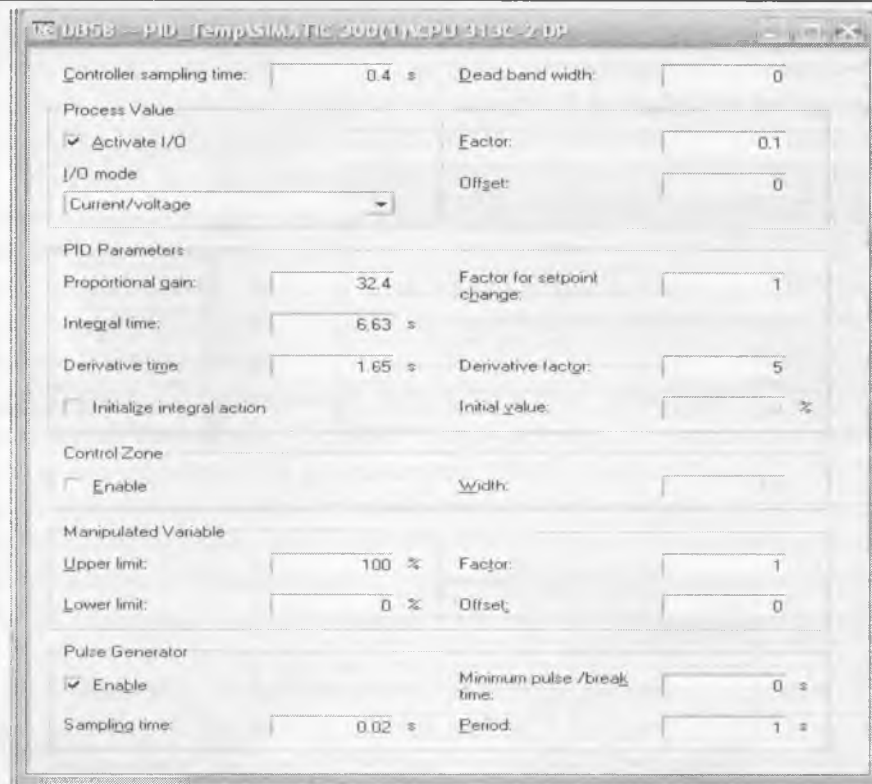 DB58 -- PID_Temp\SIMATIC 300(1)\CPU 313C-2 DP
Controller sampling time: 0.4 s Dead band width: 0
Process Value
Activate I/O Factor: 0.1
I/O mode Offset: 0
Current/voltage
PID Parameters
Proportional gain: 32.4 Factor for setpoint change: 1
Integral time: 6.63 s
Derivative time: 1.65 s Derivative factor: 5
Initialize integral action Initial value: %
Control Zone
Enable Width:
Manipulated Variable
Upper limit: 100 % Factor: 1
Lower limit: 0 % Offset: 0
Pulse Generator
Enable Minimum pulse /break time: 0 s
Sampling time: 0.02 s Period: 1 s